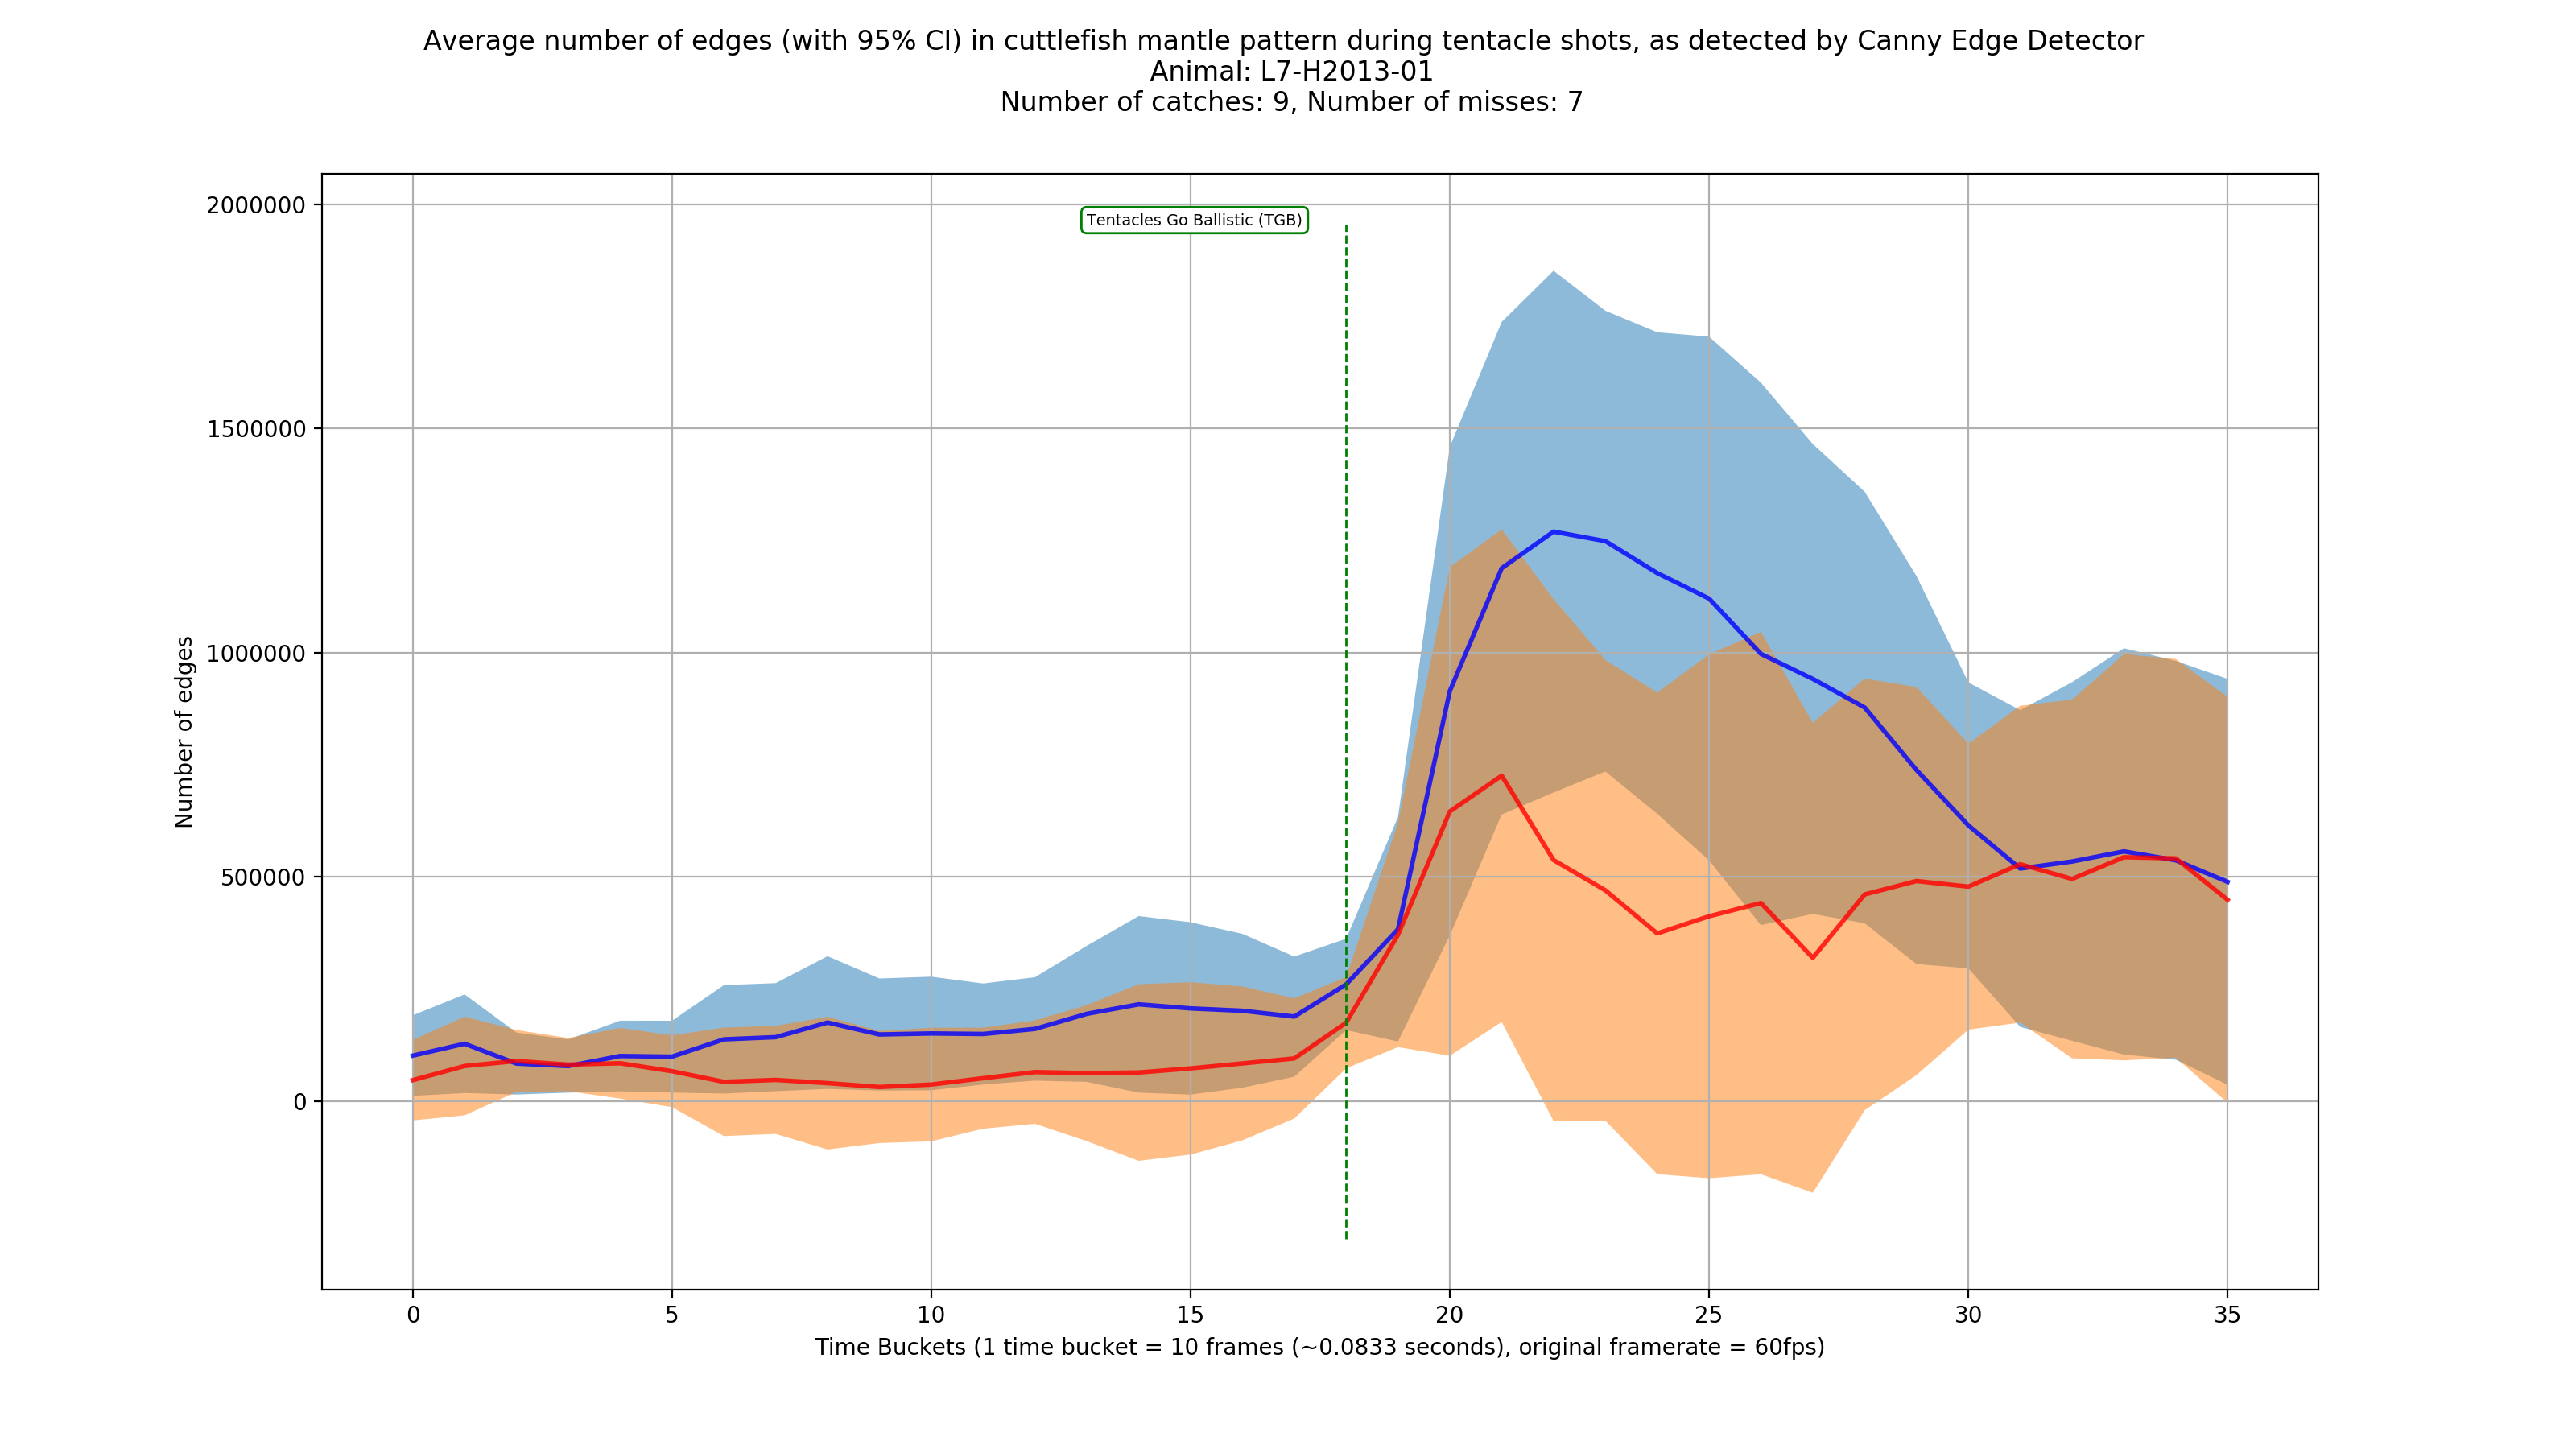 Average number of edges (with 95% CI) in cuttlefish mantle pattern during tentacle shots, as detected by Canny Edge Detector
Animal: L7-H2013-01
Number of catches: 9, Number of misses: 7
2000000
1500000
1000000
500000
0
Number of edges
Tentacles Go Ballistic (TGB)
0 5 10 15 20 25 30 35
Time Buckets (1 time bucket = 10 frames (~0.0833 seconds), original framerate = 60fps)